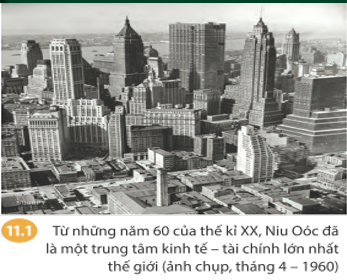 11.1 Từ những năm 60 của thế kỉ XX, Niu Oóc đã
là một trung tâm kinh tế – tài chính lớn nhất
thế giới (ảnh chụp, tháng 4 – 1960)